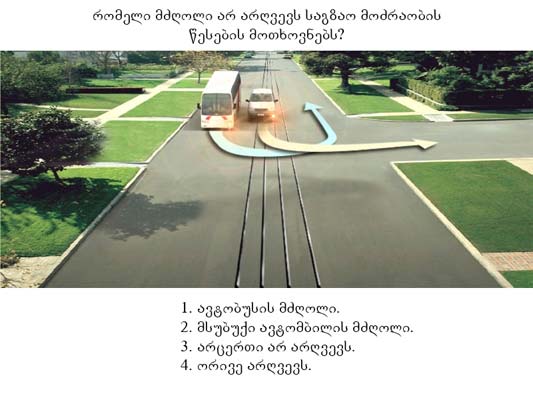 რომელი მძღოლი არ არღვევს საგზაო მოძრაობის
წესების მოთხოვნებს?
1. ავტობუსის მძღოლი.
2. მსუბუქი ავტომბილის მძღოლი.
3. არცერთი არ არღვევს.
4. ორივე არღვევს.